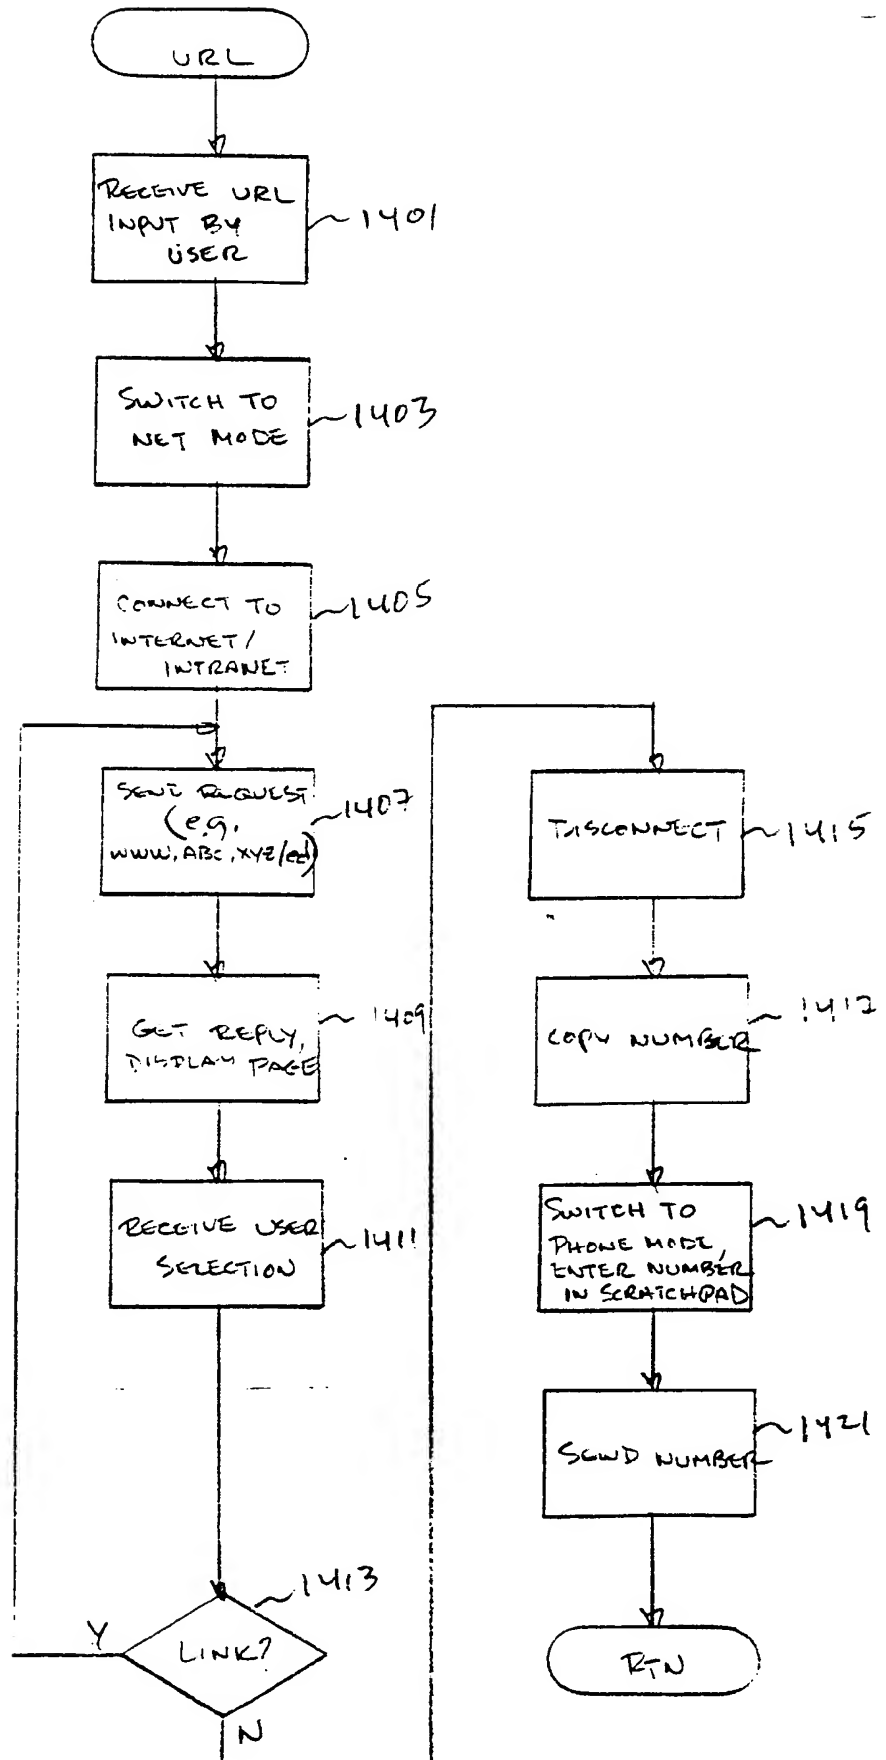 URL
RECEIVE URL
INPUT BY
USER
1401
SWITCH TO
NET MODE
1403
CONNECT TO
INTERNET/
INTRANET
1405
SEND REQUEST
(e.g.
WWW.ABC.XYZ/cd)
1407
GET REPLY,
DISPLAY PAGE
1409
RECEIVE USER
SELECTION
1411
LINK?
1413
Y
N
DISCONNECT
1415
COPY NUMBER
1417
SWITCH TO
PHONE MODE,
ENTER NUMBER
IN SCRATCHPAD
1419
SEND NUMBER
1421
RTN